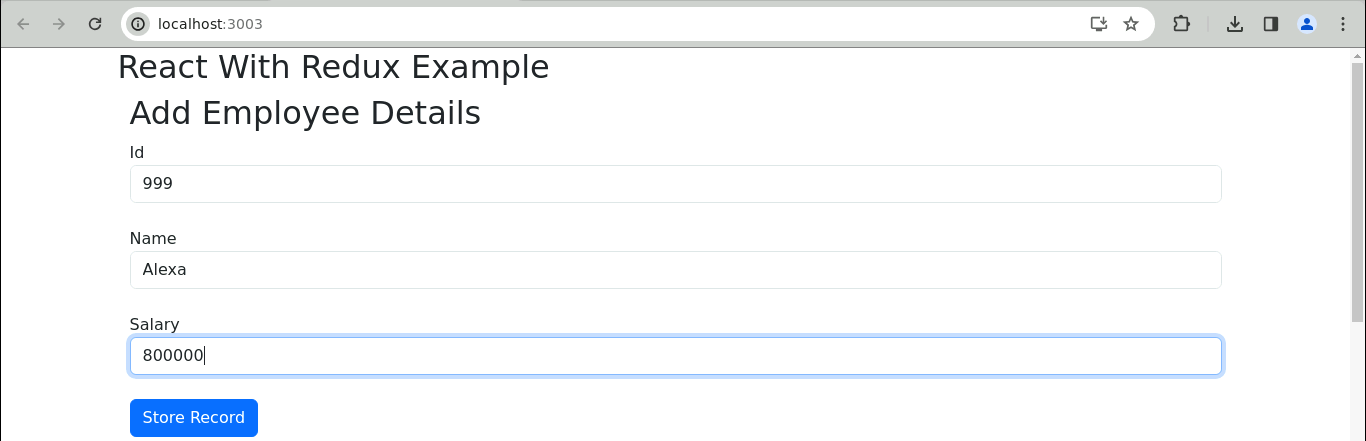 localhost:3003
React With Redux Example
Add Employee Details
Id
999
Name
Alexa
Salary
800000
Store Record